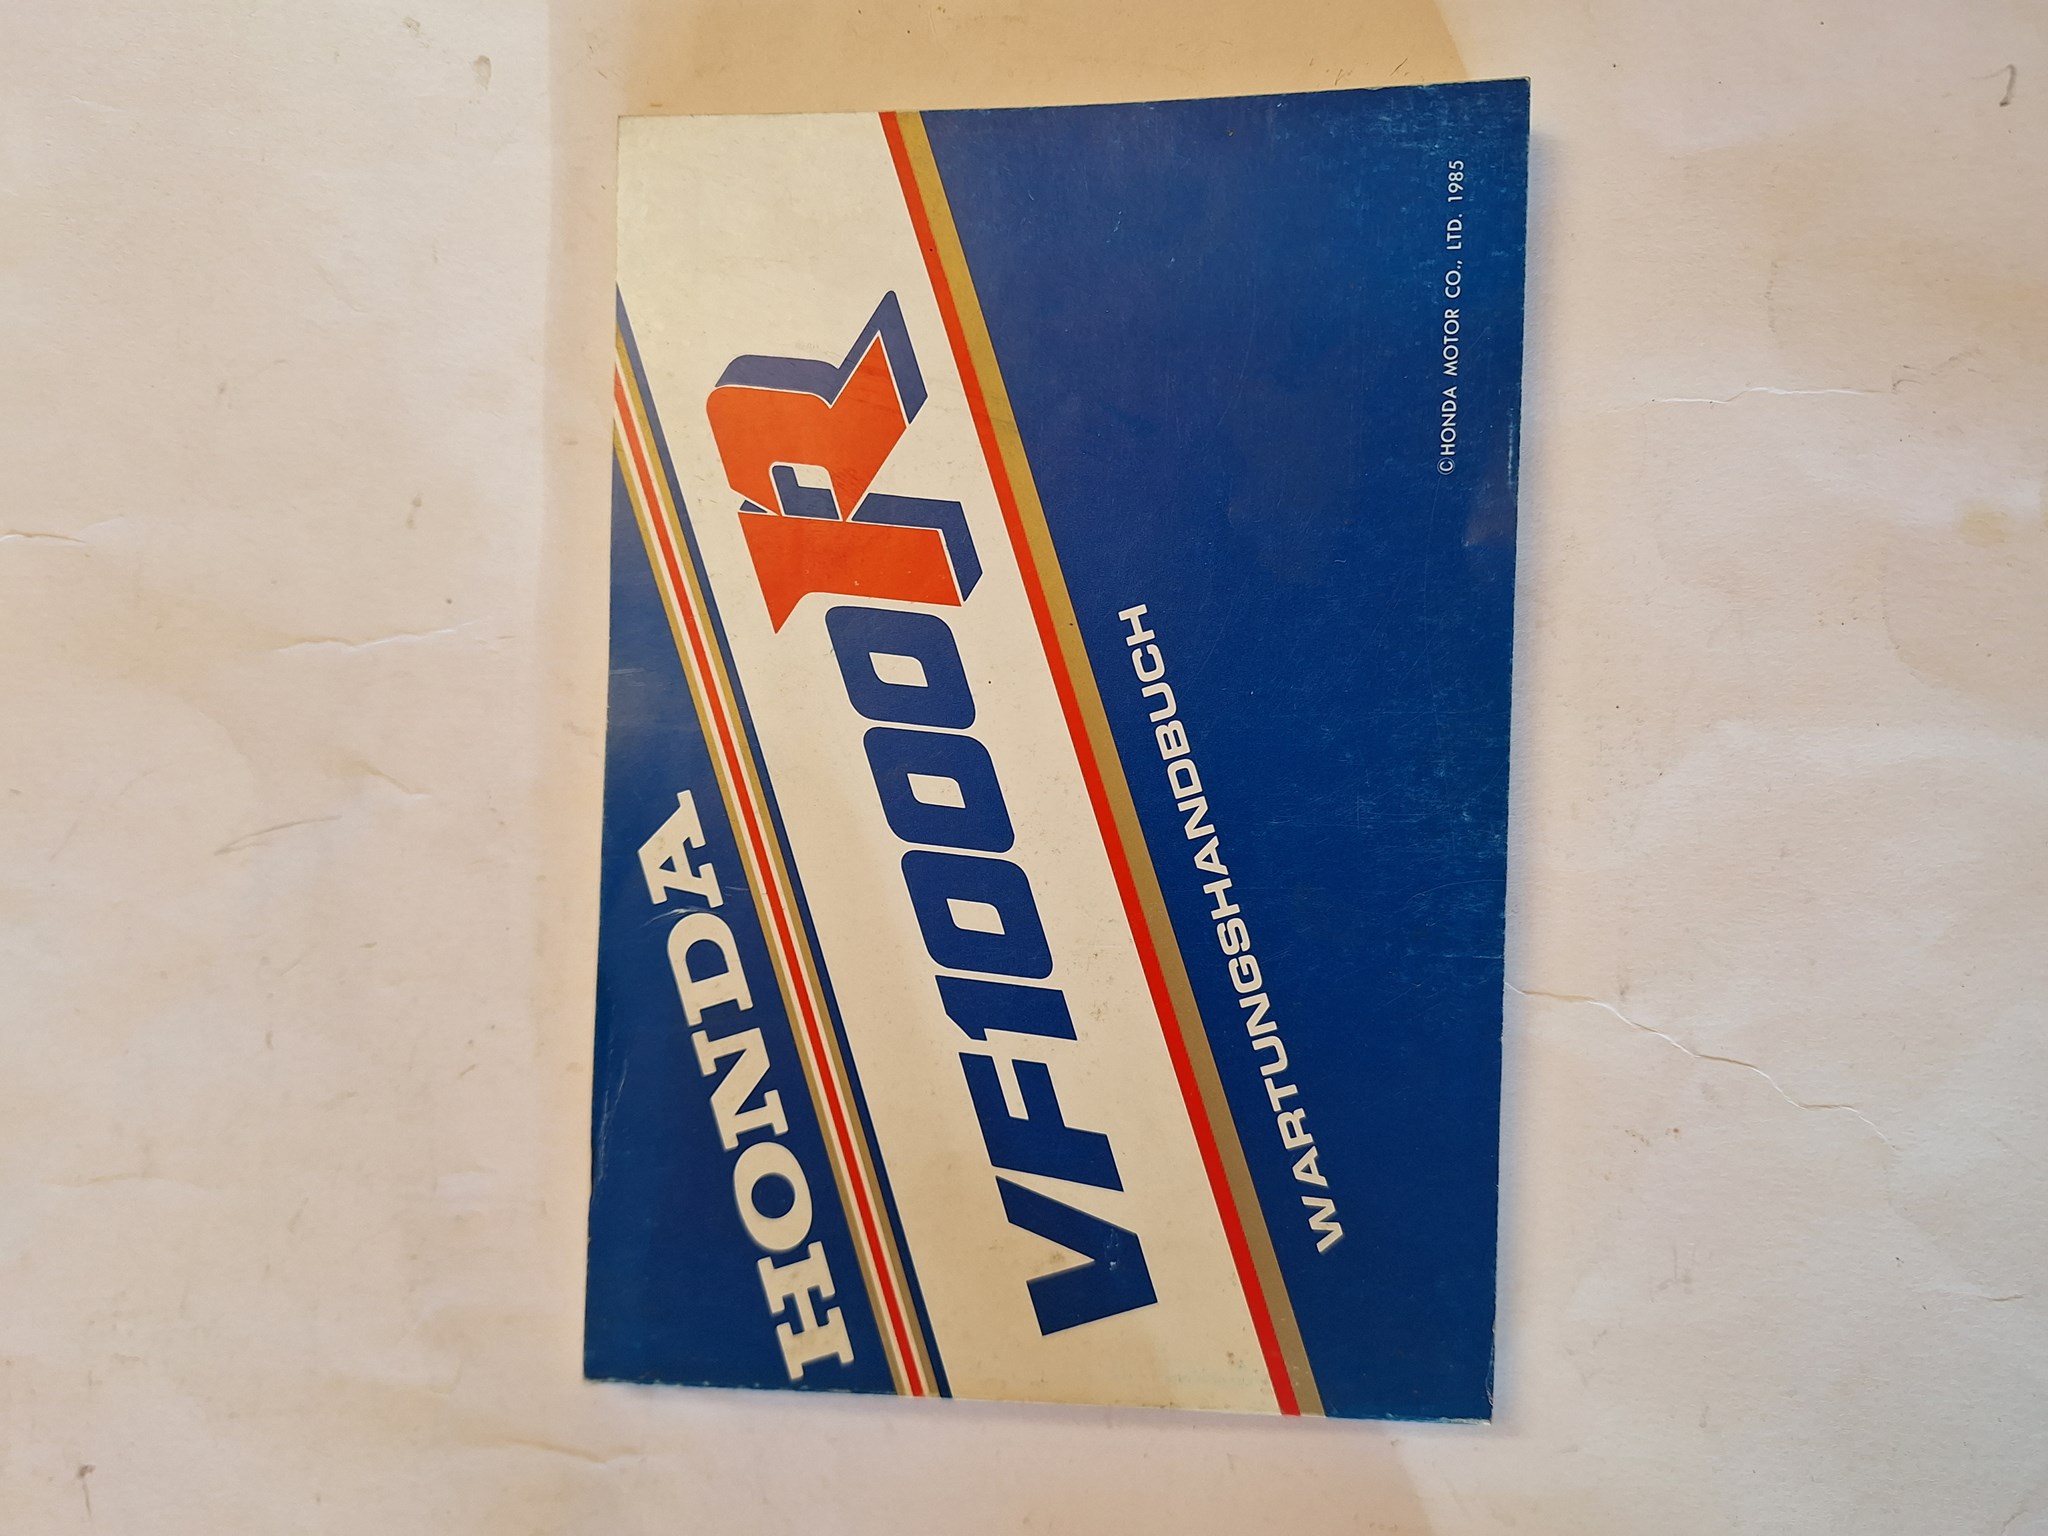 HONDA
VF1000R
WARTUNGSHANDBUCH
©HONDA MOTOR CO., LTD. 1985